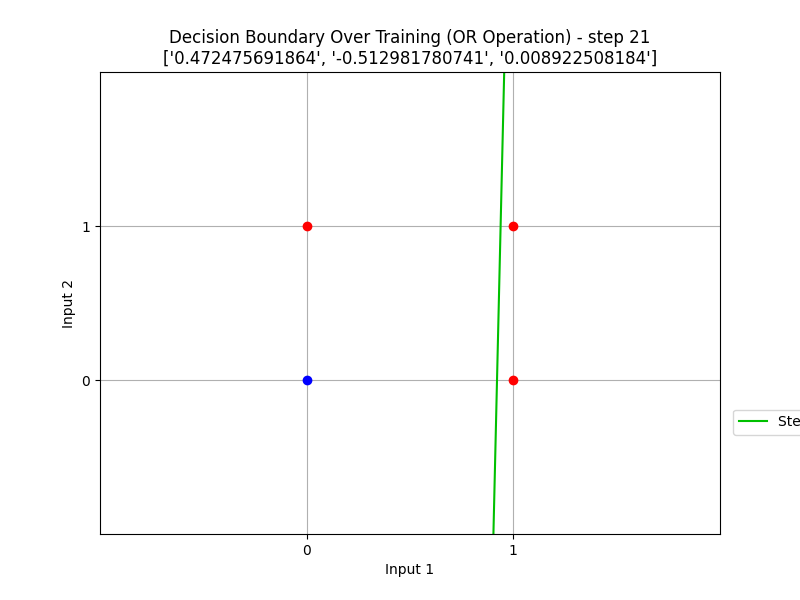 Decision Boundary Over Training (OR Operation) - step 21
['0.472475691864', '-0.512981780741', '0.008922508184']
Input 2
1
0
0
1
Input 1
Ste